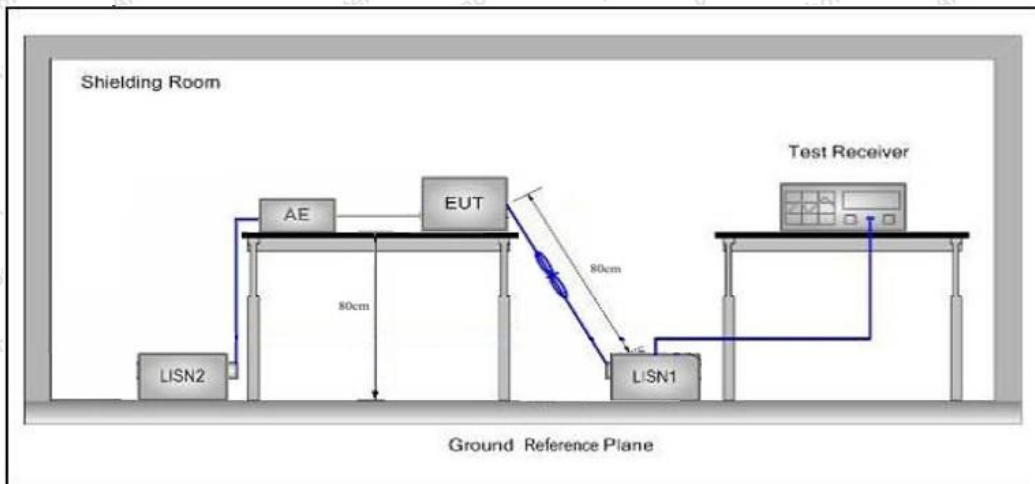 Shielding Room
Test Receiver
AE
EUT
80cm
80cm
LISN2
LISN1
Ground Reference Plane